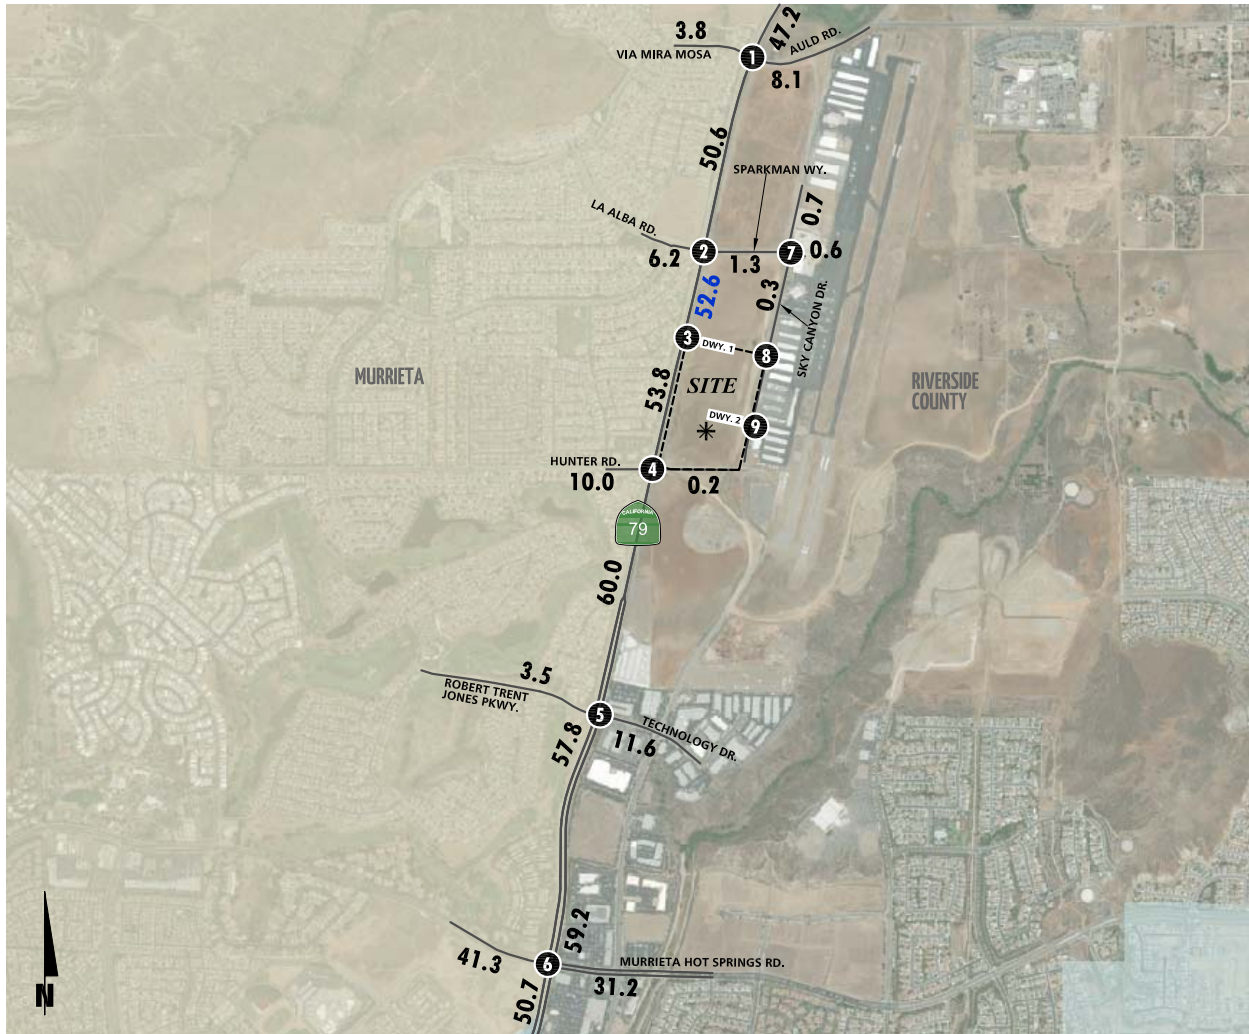 47.2
3.8
VIA MIRA MOSA
1
AULD RD.
8.1
50.6
SPARKMAN WY.
LA ALBA RD.
0.7
6.2
2
1.3
7
0.6
52.6
0.3
SKY CANYON DR.
3
DWY. 1
8
MURRIETA
53.8
SITE
RIVERSIDE
COUNTY
DWY. 2
9
HUNTER RD.
10.0
4
0.2
CALIFORNIA
79
60.0
3.5
ROBERT TRENT
JONES PKWY.
5
TECHNOLOGY DR.
11.6
57.8
59.2
41.3
6
MURRIETA HOT SPRINGS RD.
31.2
50.7
N